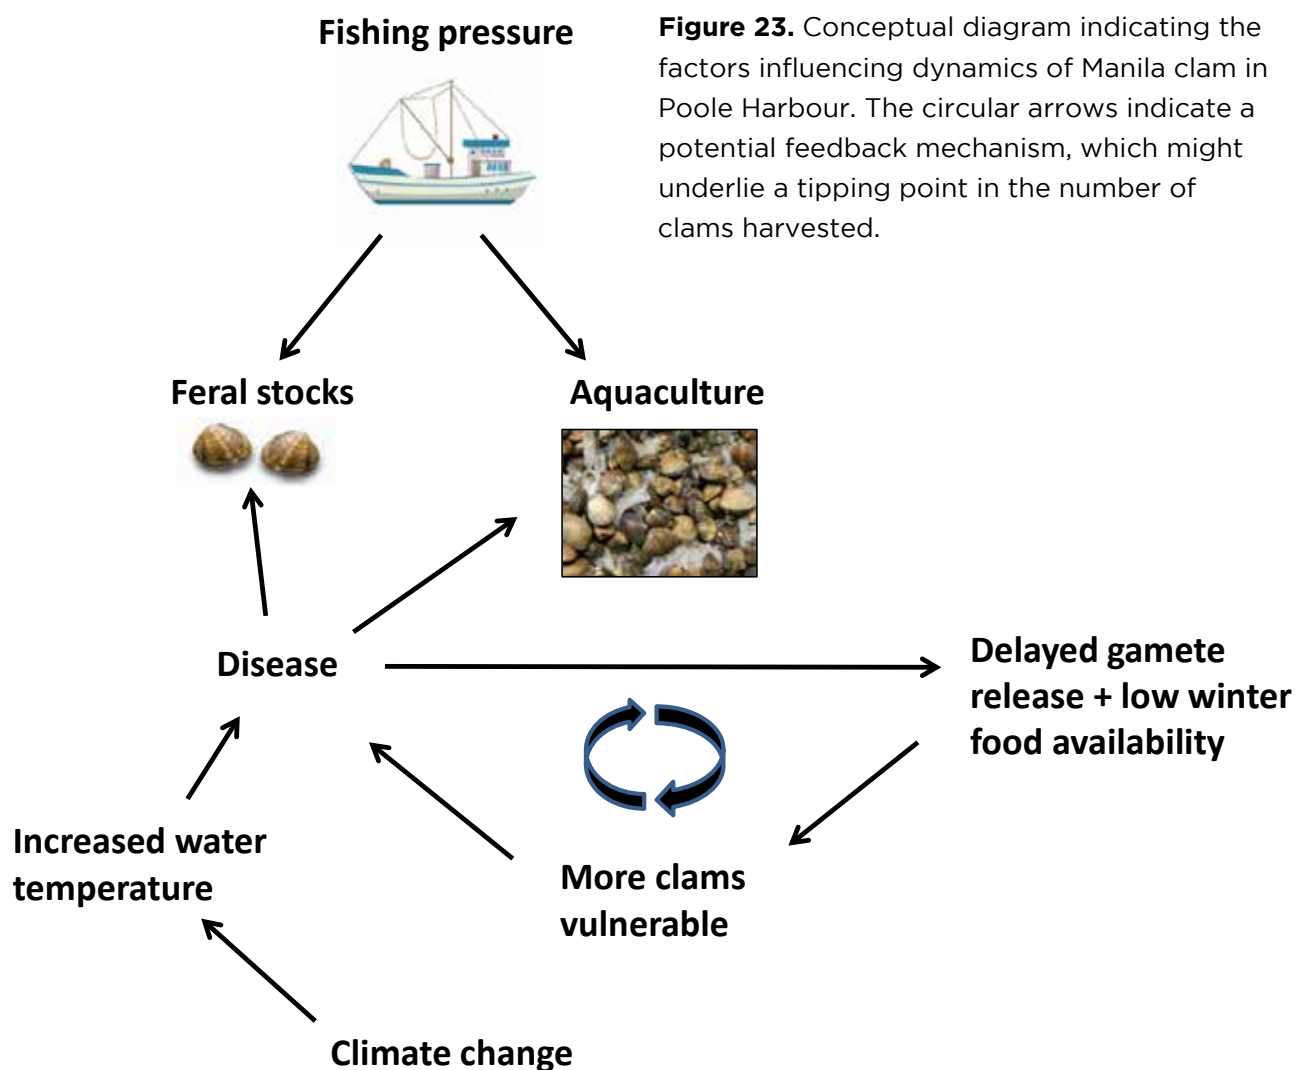 Fishing pressure
Figure 23. Conceptual diagram indicating the
factors influencing dynamics of Manila clam in
Poole Harbour. The circular arrows indicate a
potential feedback mechanism, which might
underlie a tipping point in the number of
clams harvested.
Feral stocks
Aquaculture
Disease
Delayed gamete
release + low winter
food availability
Increased water
temperature
More clams
vulnerable
Climate change